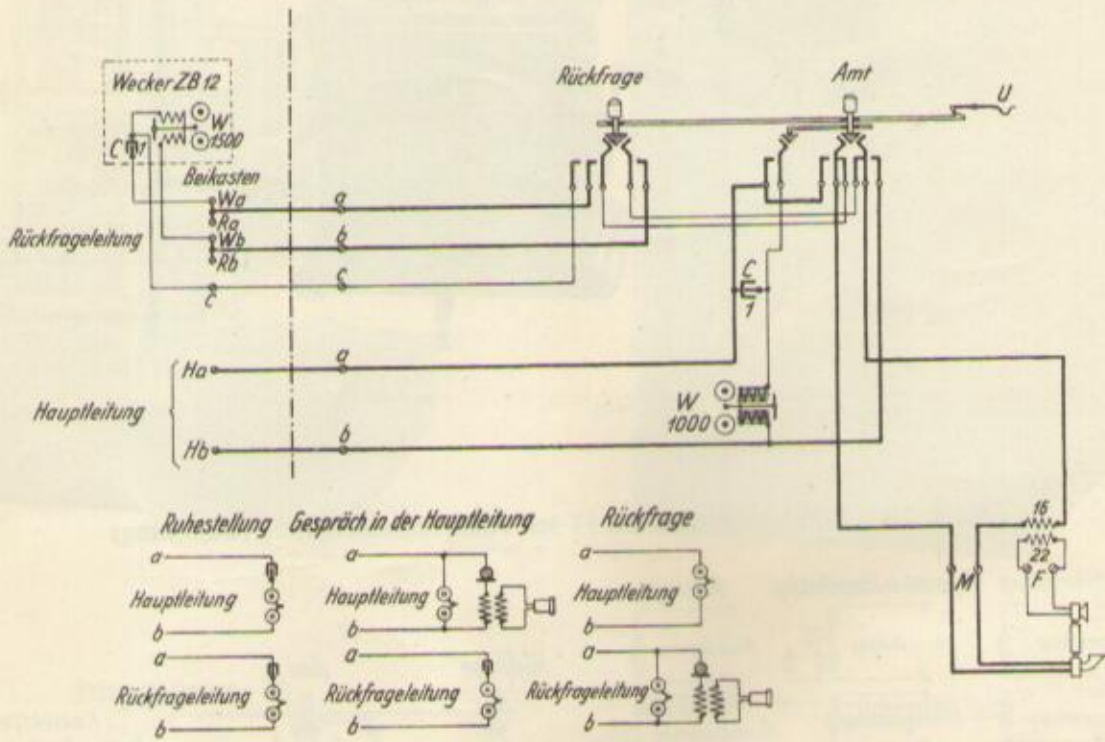 Rückfrage Amt
U
Wecker ZB 12
W
1500
C 1
Beikasten
Wa a
Ra
Rückfrageleitung Wb b
Rb
c c
C
1
Ha a
Hauptleitung
W
1000
Hb b
Ruhestellung Gespräch in der Hauptleitung Rückfrage
16
22
M F
a a a
Hauptleitung Hauptleitung Hauptleitung
b b b
a a a
Rückfrageleitung Rückfrageleitung Rückfrageleitung
b b b